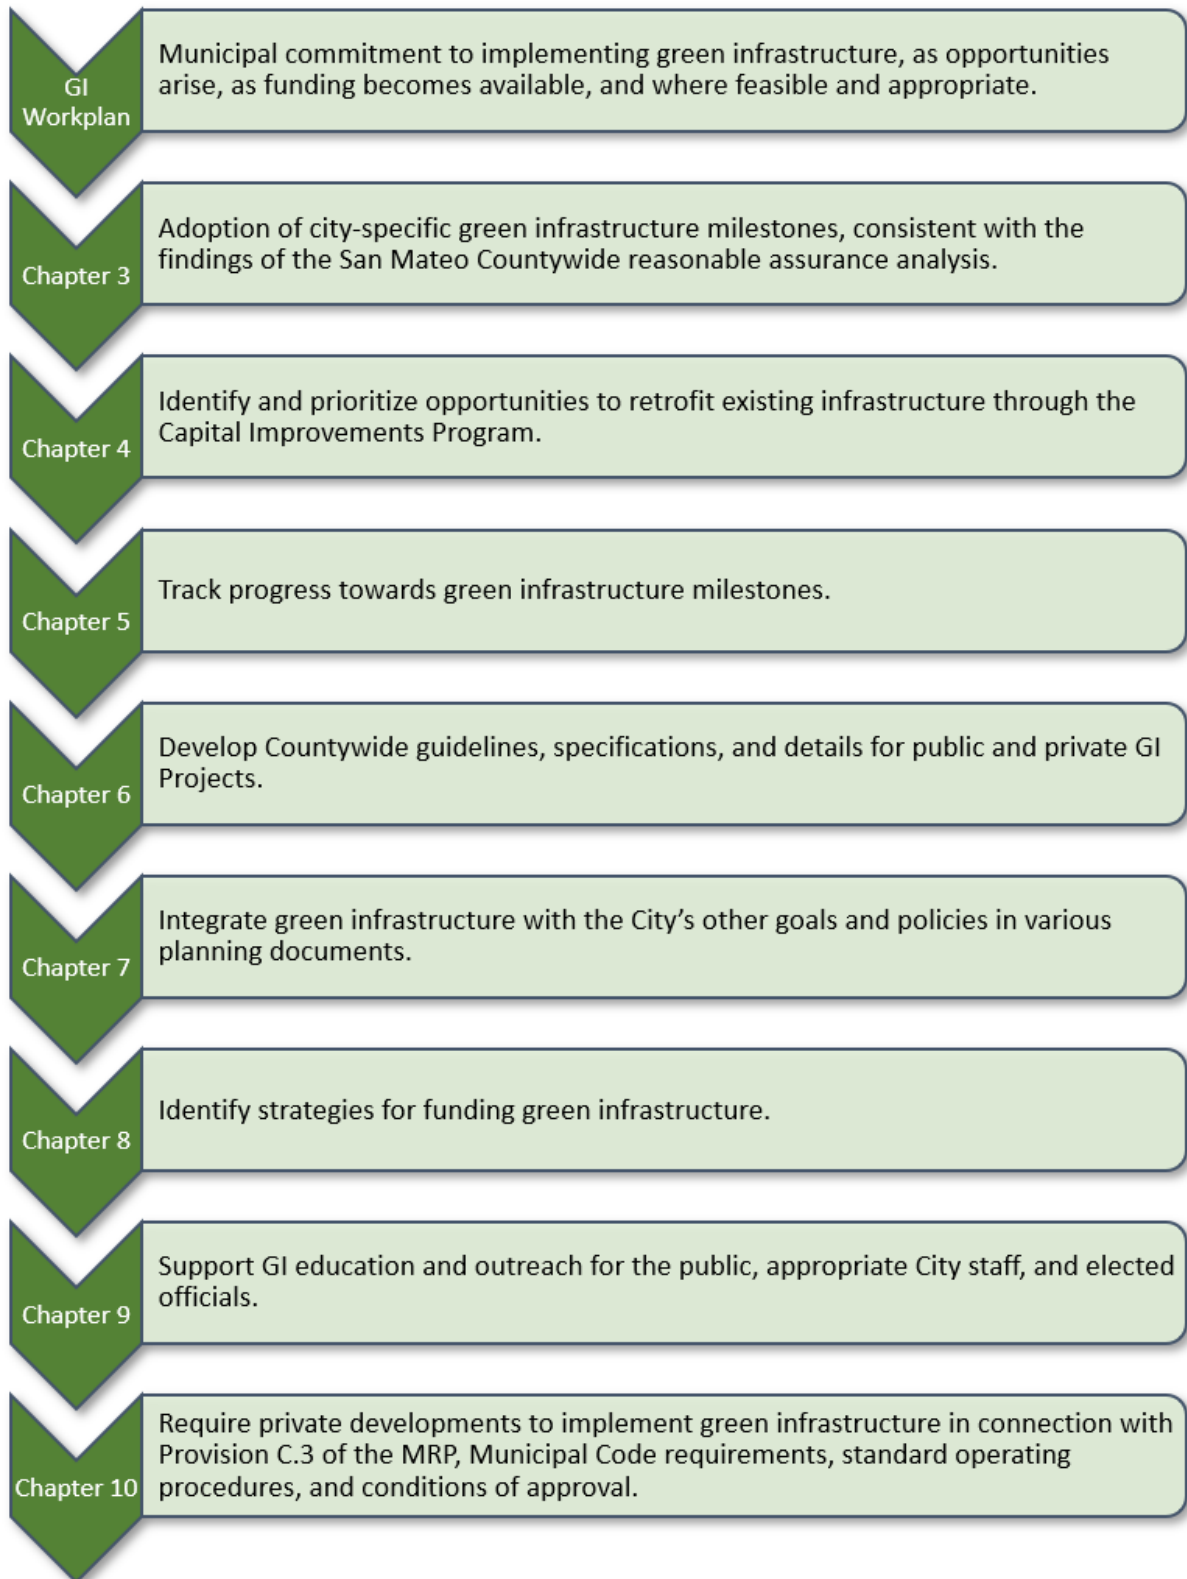 GI
Workplan
Municipal commitment to implementing green infrastructure, as opportunities
arise, as funding becomes available, and where feasible and appropriate.
Chapter 3
Adoption of city-specific green infrastructure milestones, consistent with the
findings of the San Mateo Countywide reasonable assurance analysis.
Chapter 4
Identify and prioritize opportunities to retrofit existing infrastructure through the
Capital Improvements Program.
Chapter 5
Track progress towards green infrastructure milestones.
Chapter 6
Develop Countywide guidelines, specifications, and details for public and private GI
Projects.
Chapter 7
Integrate green infrastructure with the City’s other goals and policies in various
planning documents.
Chapter 8
Identify strategies for funding green infrastructure.
Chapter 9
Support GI education and outreach for the public, appropriate City staff, and elected
officials.
Chapter 10
Require private developments to implement green infrastructure in connection with
Provision C.3 of the MRP, Municipal Code requirements, standard operating
procedures, and conditions of approval.